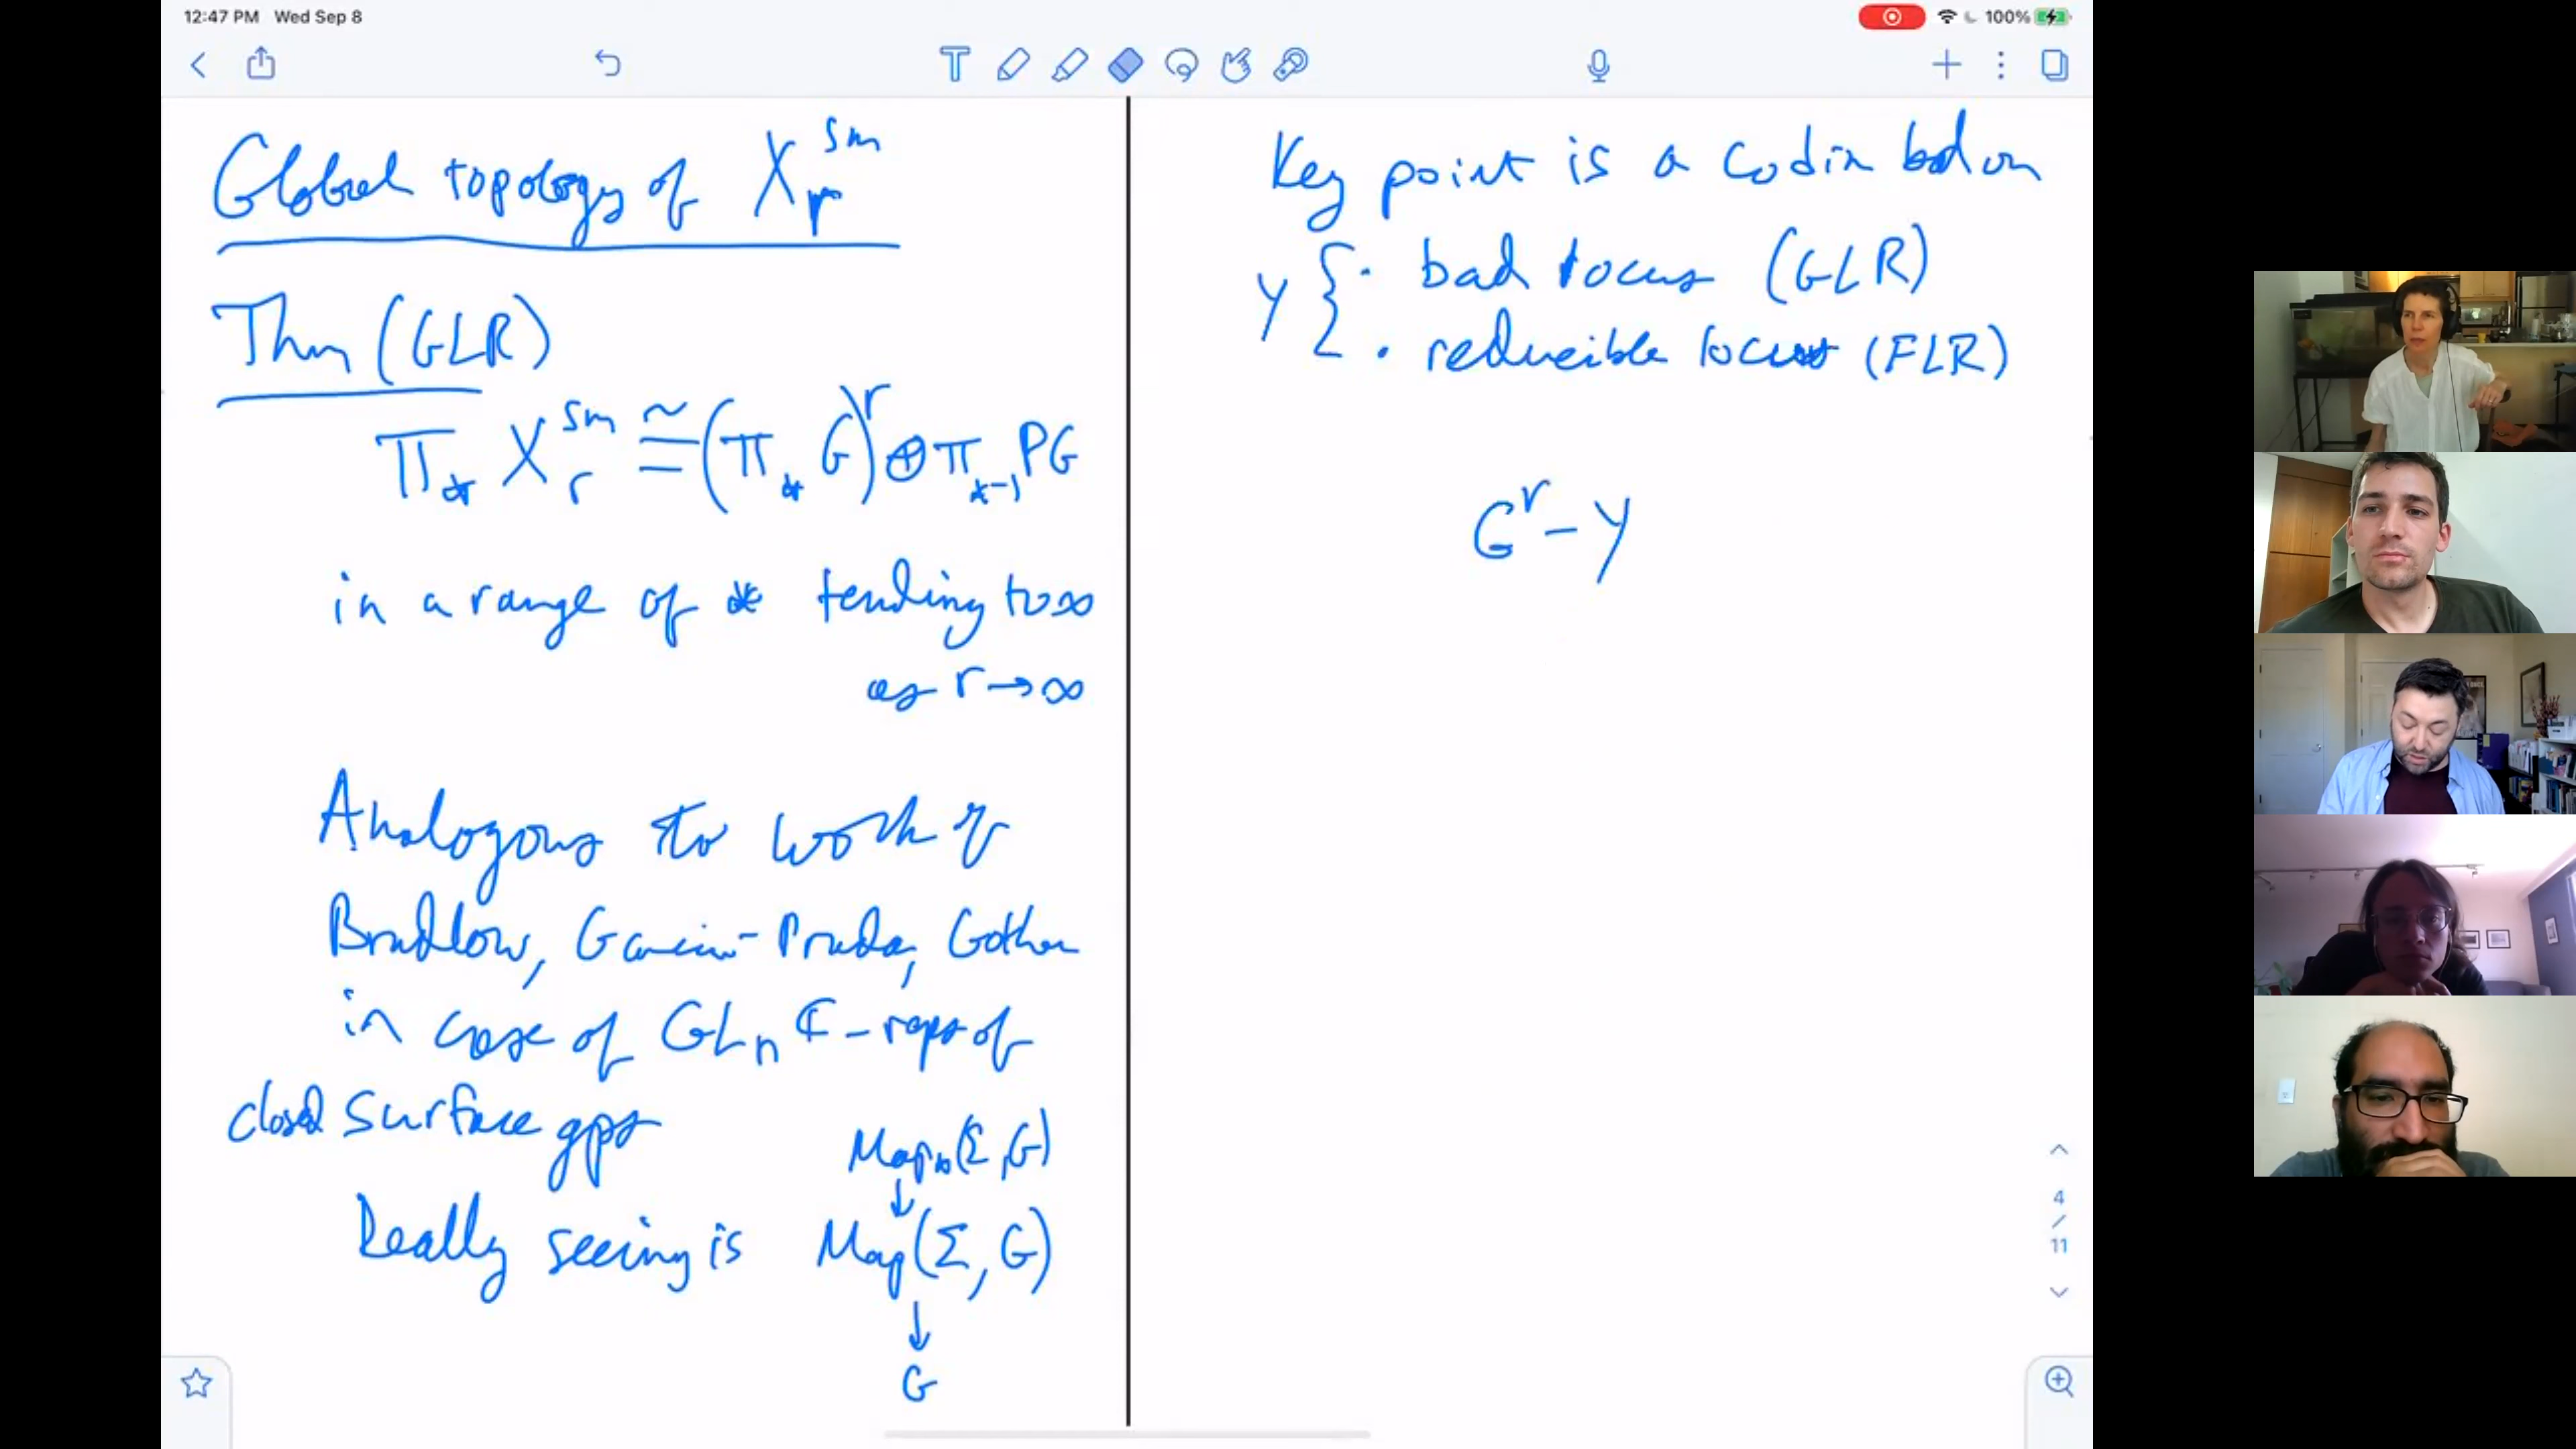 12:47 PM Wed Sep 8
100%
T
Global topology of X_r^sm
Thm (GLR)
π_* X_r^sm ≅ (π_* G)^r ⊕ π_{*-1} PG
in a range of * tending to ∞
as r → ∞
Analogous to work of
Bradlow, Garcia-Prada, Gothen
in case of GL_n ℂ-reps of
closed surface gps
Map_*(Σ, G)
↓
Really seeing is Map(Σ, G)
↓
G
Key point is a codim bd on
Y { · bad locus (GLR)
· reducible locus (FLR)
G^r - Y
4
/
11